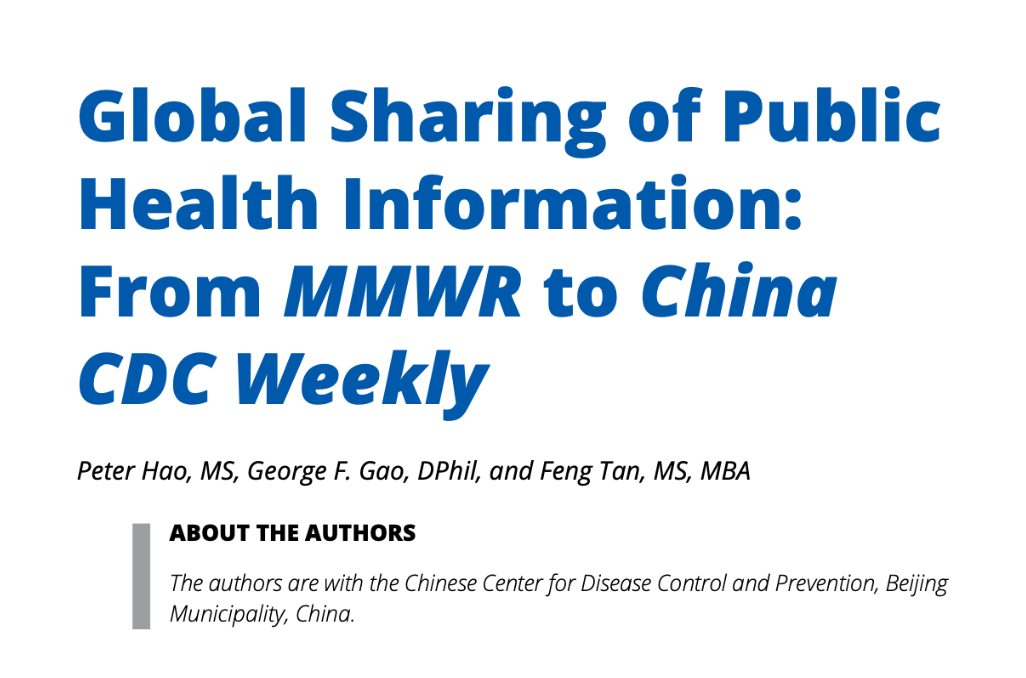 Global Sharing of Public
Health Information:
From MMWR to China
CDC Weekly
Peter Hao, MS, George F. Gao, DPhil, and Feng Tan, MS, MBA
ABOUT THE AUTHORS
The authors are with the Chinese Center for Disease Control and Prevention, Beijing
Municipality, China.